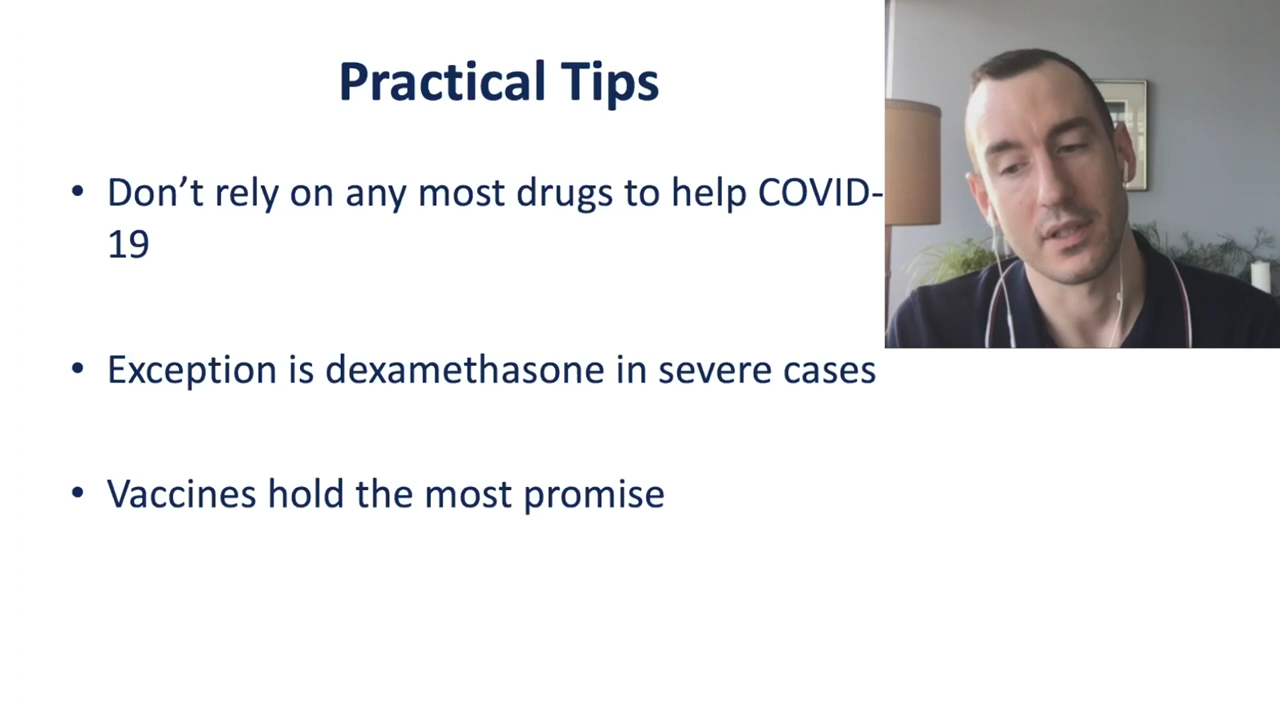 Practical Tips
• Don’t rely on any most drugs to help COVID-
19
• Exception is dexamethasone in severe cases
• Vaccines hold the most promise